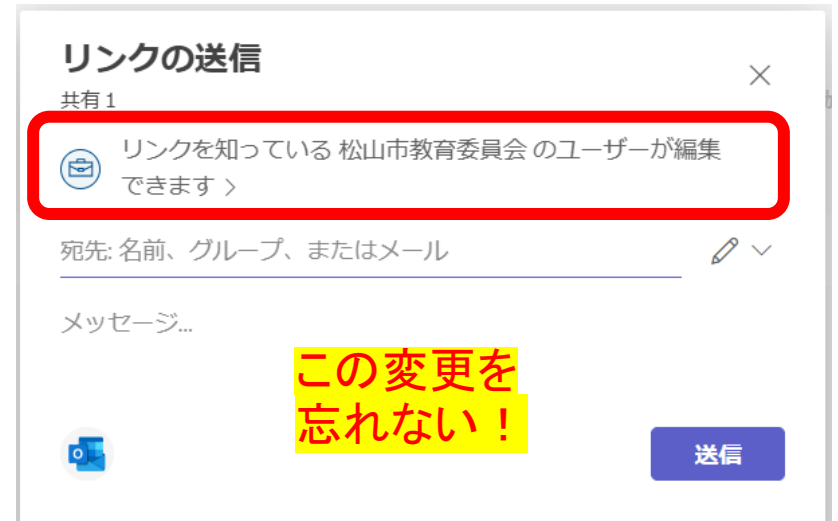 リンクの送信
共有 1
リンクを知っている 松山市教育委員会 のユーザーが編集
できます >
宛先: 名前、グループ、またはメール
メッセージ...
この変更を
忘れない！
送信